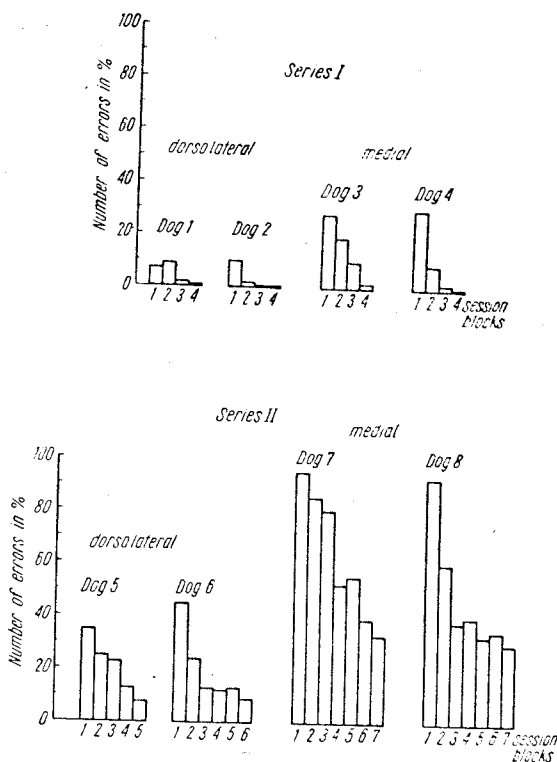 Series I
Number of errors in %
100
80
60
40
20
0
dorsolateral
medial
Dog 1
Dog 2
Dog 3
Dog 4
1 2 3 4
1 2 3 4
1 2 3 4
1 2 3 4
session
blocks
Series II
Number of errors in %
100
80
60
40
20
0
dorsolateral
medial
Dog 5
Dog 6
Dog 7
Dog 8
1 2 3 4 5
1 2 3 4 5 6
1 2 3 4 5 6 7
1 2 3 4 5 6 7
session
blocks